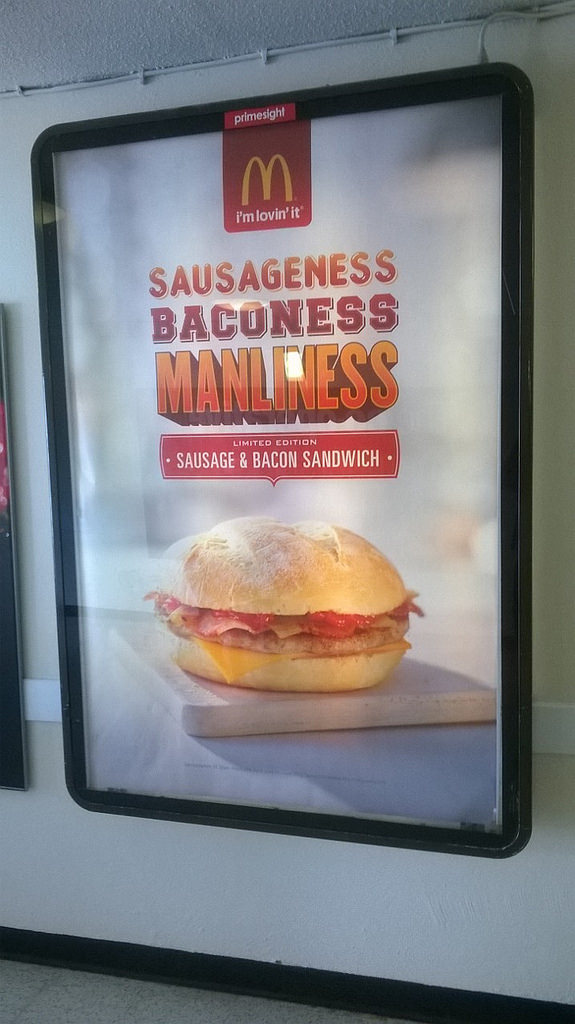 primesight
M
i'm lovin' it
SAUSAGENESS
BACONESS
MANLINESS
LIMITED EDITION
• SAUSAGE & BACON SANDWICH •